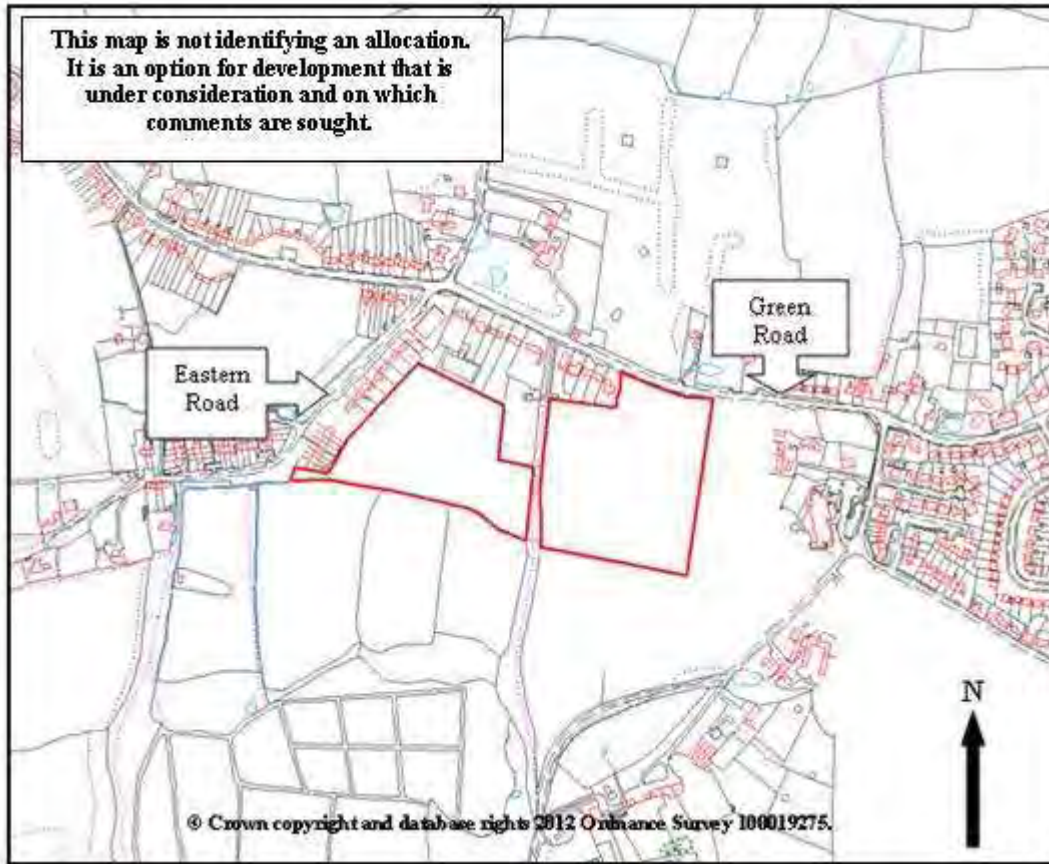 This map is not identifying an allocation.
It is an option for development that is
under consideration and on which
comments are sought.
Green
Road
Eastern
Road
N
© Crown copyright and database rights 2012 Ordnance Survey 100019275.